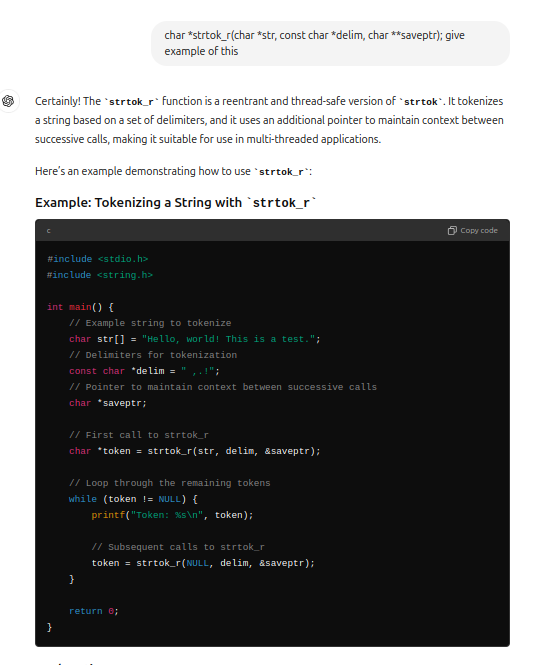 char *strtok_r(char *str, const char *delim, char **saveptr); give
example of this
Certainly! The `strtok_r` function is a reentrant and thread-safe version of `strtok`. It tokenizes
a string based on a set of delimiters, and it uses an additional pointer to maintain context between
successive calls, making it suitable for use in multi-threaded applications.
Here's an example demonstrating how to use `strtok_r`:
Example: Tokenizing a String with `strtok_r`
c
Copy code
#include <stdio.h>
#include <string.h>
int main() {
    // Example string to tokenize
    char str[] = "Hello, world! This is a test.";
    // Delimiters for tokenization
    const char *delim = " ,.!";
    // Pointer to maintain context between successive calls
    char *saveptr;
    // First call to strtok_r
    char *token = strtok_r(str, delim, &saveptr);
    // Loop through the remaining tokens
    while (token != NULL) {
        printf("Token: %s\n", token);
        // Subsequent calls to strtok_r
        token = strtok_r(NULL, delim, &saveptr);
    }
    return 0;
}